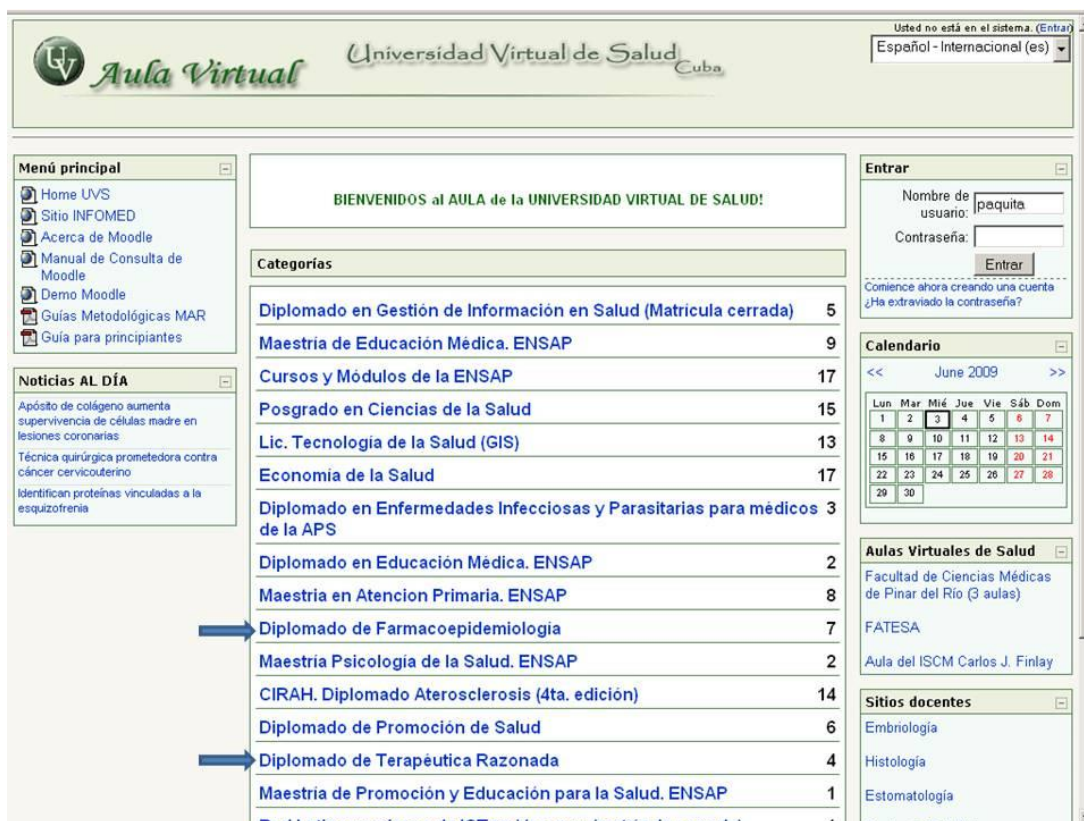 Usted no está en el sistema. (Entrar)
Español - Internacional (es)
UV Aula Virtual
Universidad Virtual de Salud
Cuba
Menú principal
Home UVS
Sitio INFOMED
Acerca de Moodle
Manual de Consulta de
Moodle
Demo Moodle
Guías Metodológicas MAR
Guía para principiantes
Noticias AL DÍA
Apósito de colágeno aumenta
supervivencia de células madre en
lesiones coronarias
Técnica quirúrgica prometedora contra
cáncer cervicouterino
Identifican proteínas vinculadas a la
esquizofrenia
BIENVENIDOS al AULA de la UNIVERSIDAD VIRTUAL DE SALUD!
Categorías
Diplomado en Gestión de Información en Salud (Matrícula cerrada) 5
Maestría de Educación Médica. ENSAP 9
Cursos y Módulos de la ENSAP 17
Posgrado en Ciencias de la Salud 15
Lic. Tecnología de la Salud (GIS) 13
Economía de la Salud 17
Diplomado en Enfermedades Infecciosas y Parasitarias para médicos 3
de la APS
Diplomado en Educación Médica. ENSAP 2
Maestria en Atencion Primaria. ENSAP 8
Diplomado de Farmacoepidemiología 7
Maestría Psicología de la Salud. ENSAP 2
CIRAH. Diplomado Aterosclerosis (4ta. edición) 14
Diplomado de Promoción de Salud 6
Diplomado de Terapéutica Razonada 4
Maestría de Promoción y Educación para la Salud. ENSAP 1
Entrar
Nombre de
usuario: paquita
Contraseña:
Entrar
Comience ahora creando una cuenta
¿Ha extraviado la contraseña?
Calendario
<< June 2009 >>
Lun Mar Mié Jue Vie Sáb Dom
1 2 3 4 5 6 7
8 9 10 11 12 13 14
15 16 17 18 19 20 21
22 23 24 25 26 27 28
29 30
Aulas Virtuales de Salud
Facultad de Ciencias Médicas
de Pinar del Río (3 aulas)
FATESA
Aula del ISCM Carlos J. Finlay
Sitios docentes
Embriología
Histología
Estomatología